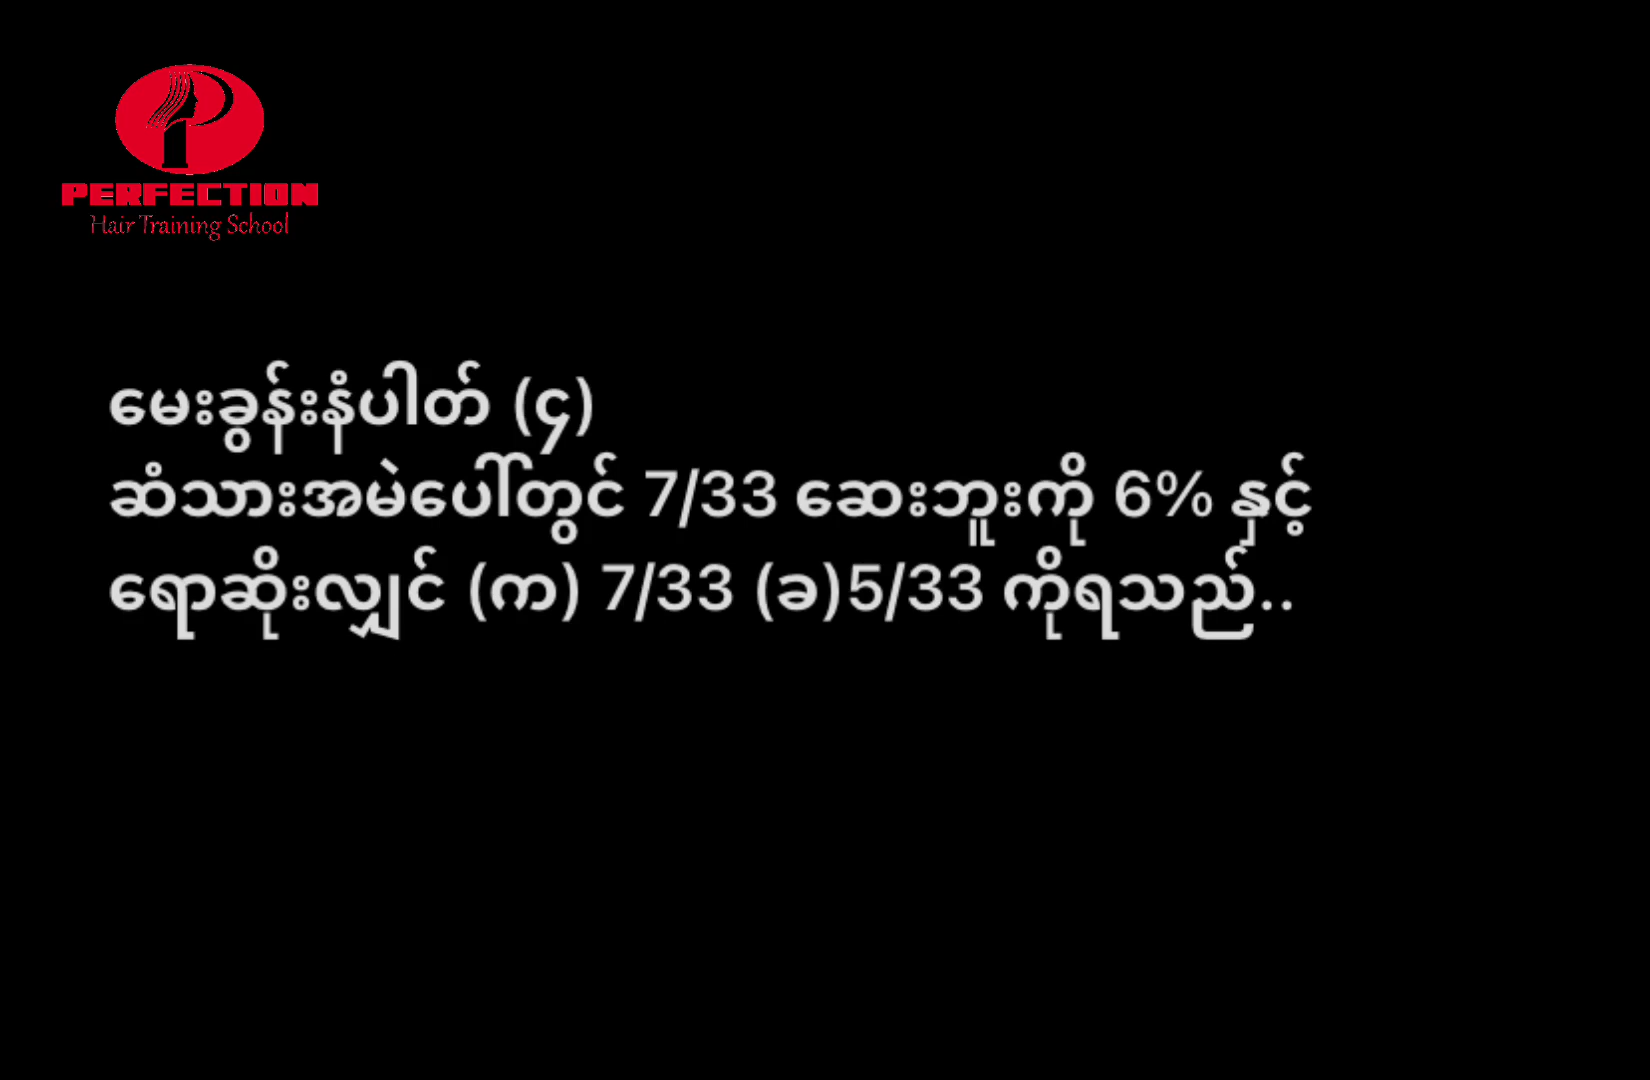 PERFECTION
Hair Training School
မေးခွန်းနံပါတ် (၄)
ဆံသားအမဲပေါ်တွင် 7/33 ဆေးဘူးကို 6% နှင့်
ရောဆိုးလျှင် (က) 7/33 (ခ)5/33 ကိုရသည်..